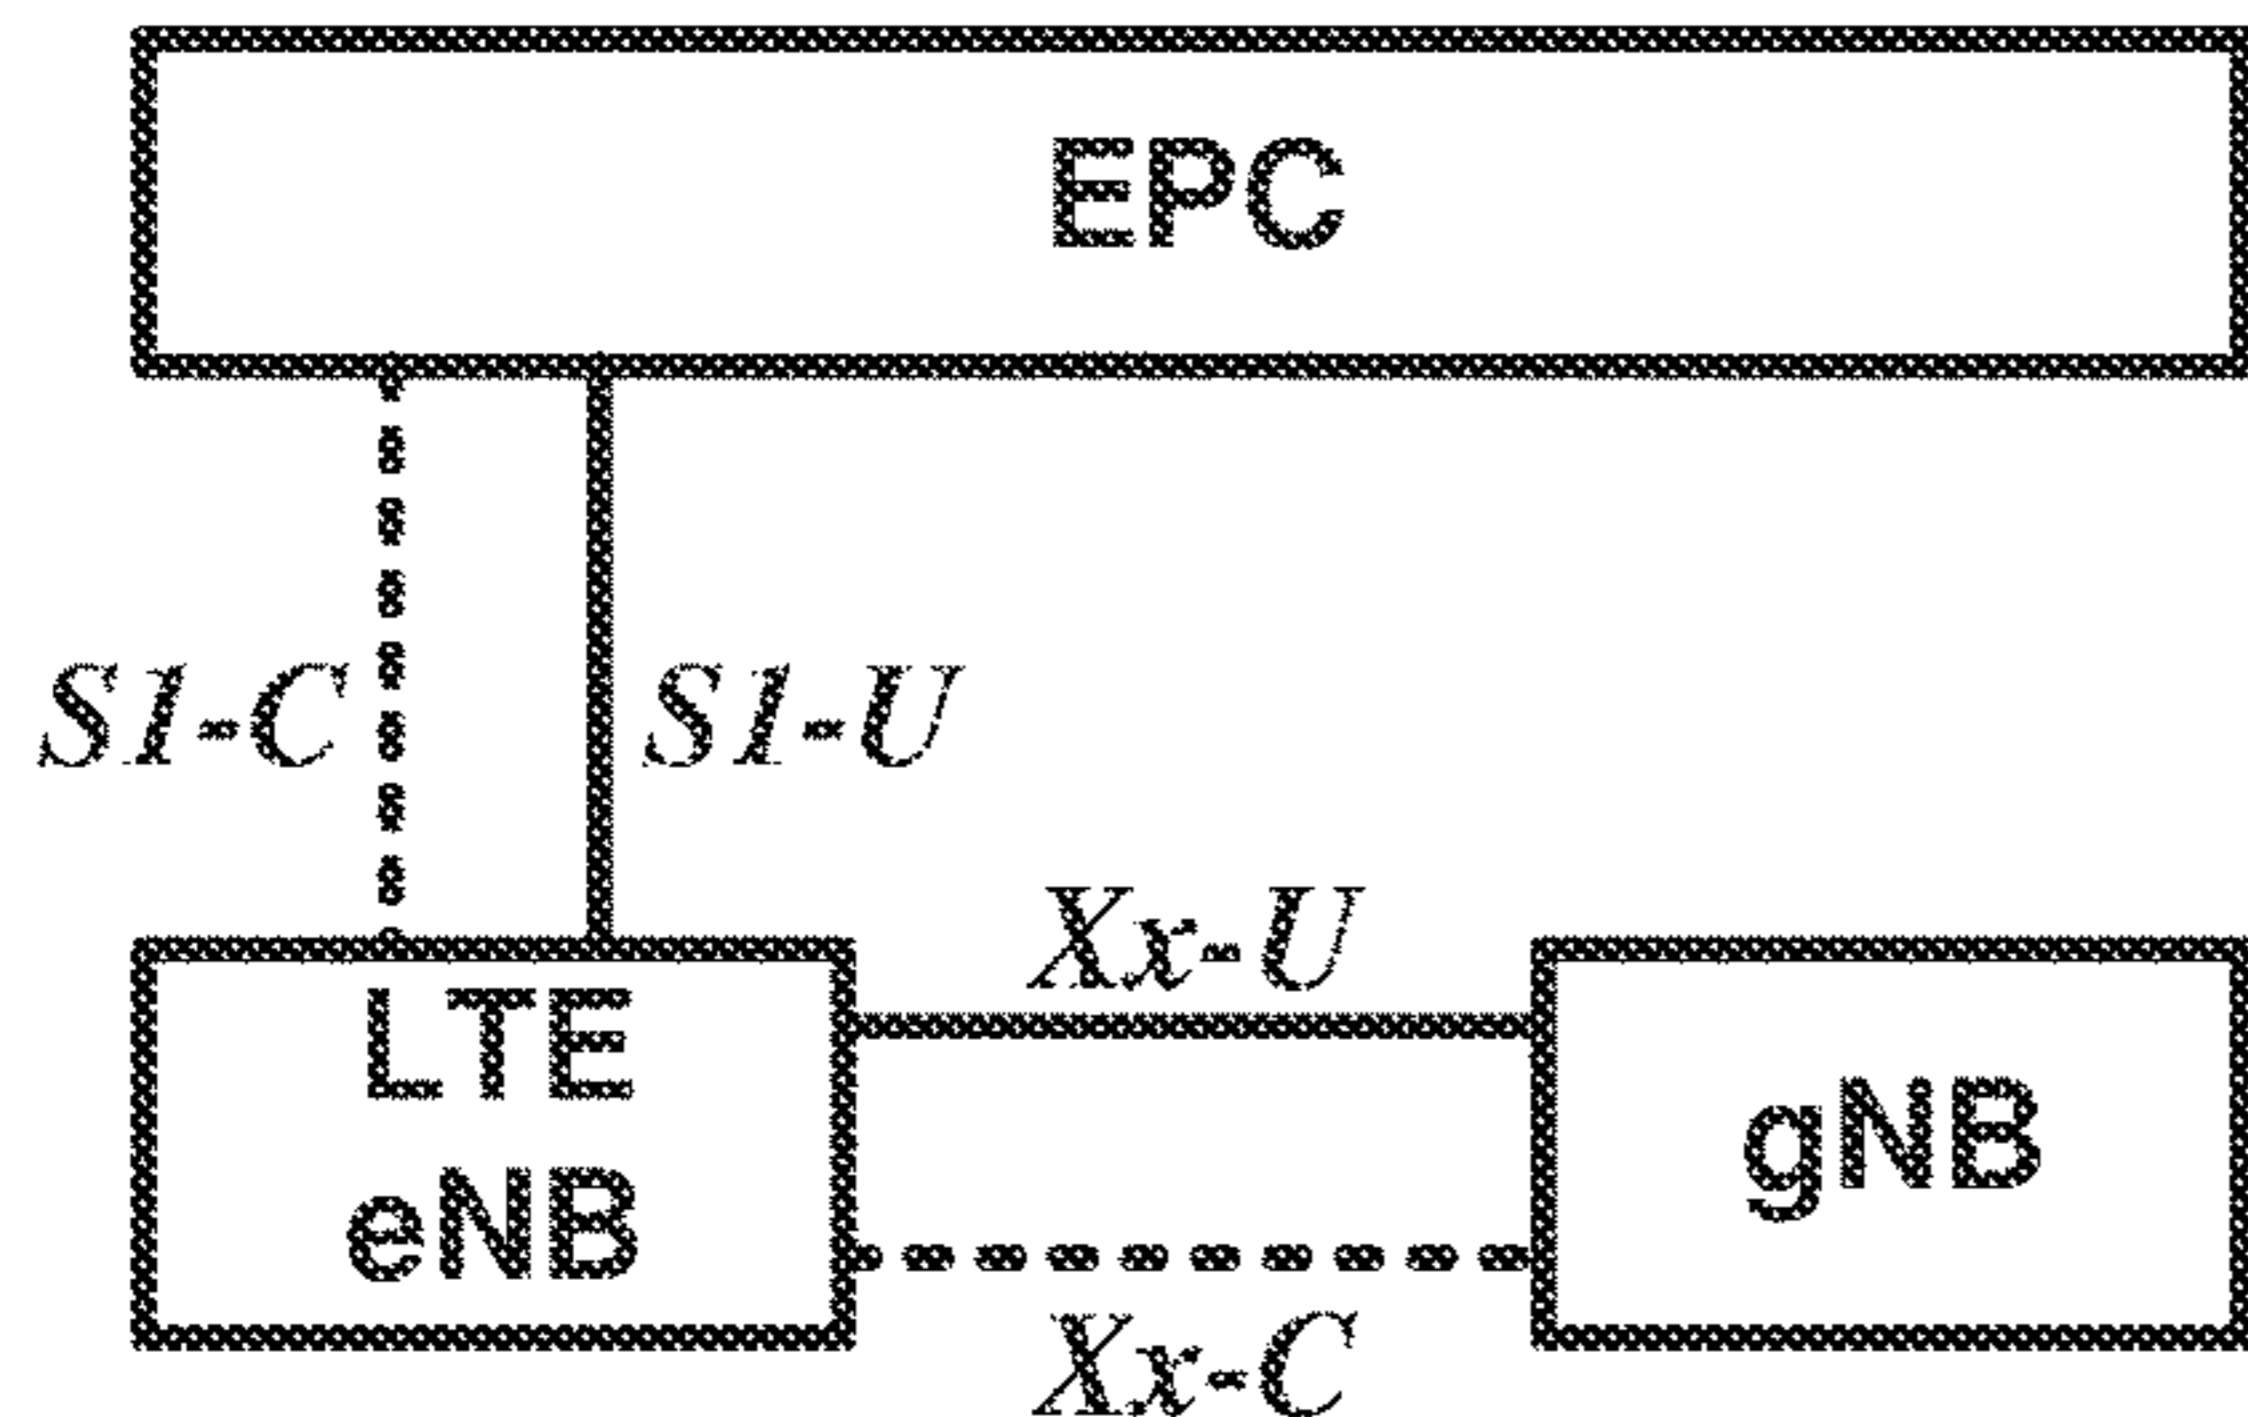 EPC
S1-C
S1-U
Xx-U
LTE
eNB
gNB
Xx-C